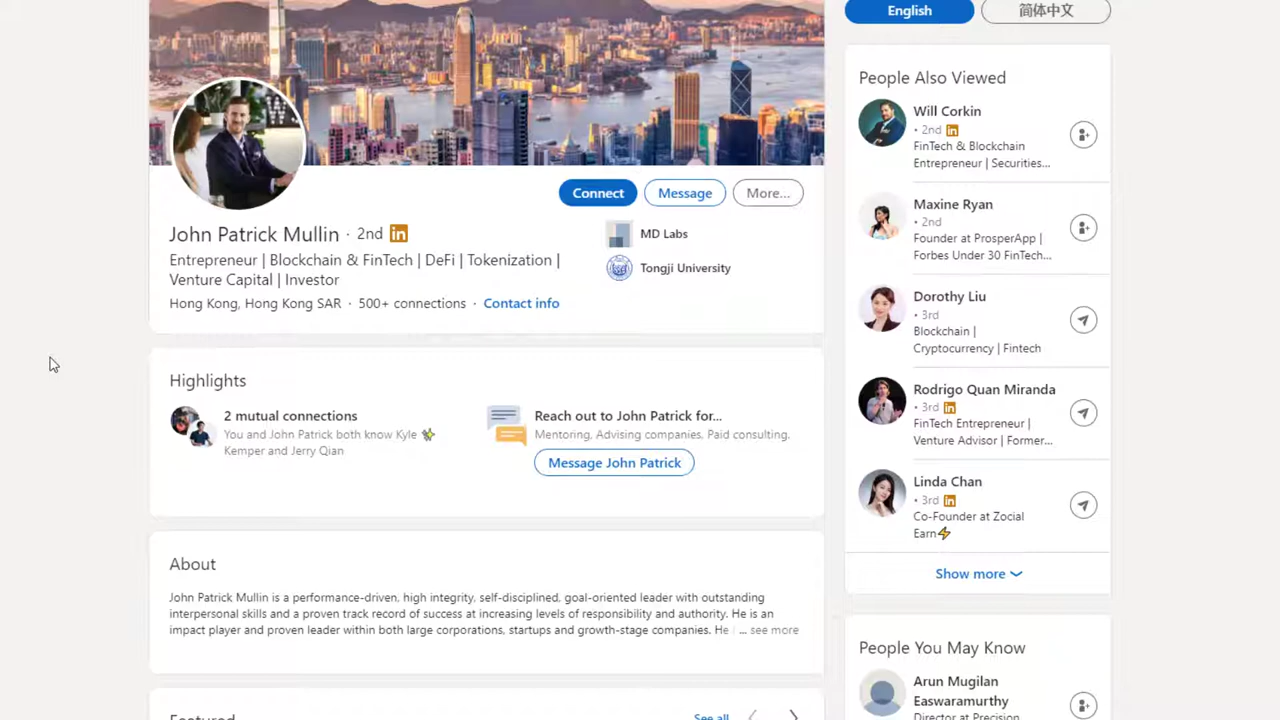 English
简体中文
W
John Patrick Mullin · 2nd in
Entrepreneur | Blockchain & FinTech | DeFi | Tokenization |
Venture Capital | Investor
Hong Kong, Hong Kong SAR · 500+ connections · Contact info
Connect
Message
More...
MD Labs
Tongji University
Highlights
2 mutual connections
You and John Patrick both know Kyle ✨
Kemper and Jerry Qian
Reach out to John Patrick for...
Mentoring, Advising companies, Paid consulting.
Message John Patrick
About
John Patrick Mullin is a performance-driven, high integrity, self-disciplined, goal-oriented leader with outstanding
interpersonal skills and a proven track record of success at increasing levels of responsibility and authority. He is an
impact player and proven leader within both large corporations, startups and growth-stage companies. He ... see more
Featured
See all
People Also Viewed
Will Corkin
• 2nd in
FinTech & Blockchain
Entrepreneur | Securities...
Maxine Ryan
• 2nd
Founder at ProsperApp |
Forbes Under 30 FinTech...
Dorothy Liu
• 3rd
Blockchain |
Cryptocurrency | Fintech
Rodrigo Quan Miranda
• 3rd in
FinTech Entrepreneur |
Venture Advisor | Former...
Linda Chan
• 3rd in
Co-Founder at Zocial
Earn⚡
Show more
People You May Know
Arun Mugilan
Easwaramurthy
Director at Precision